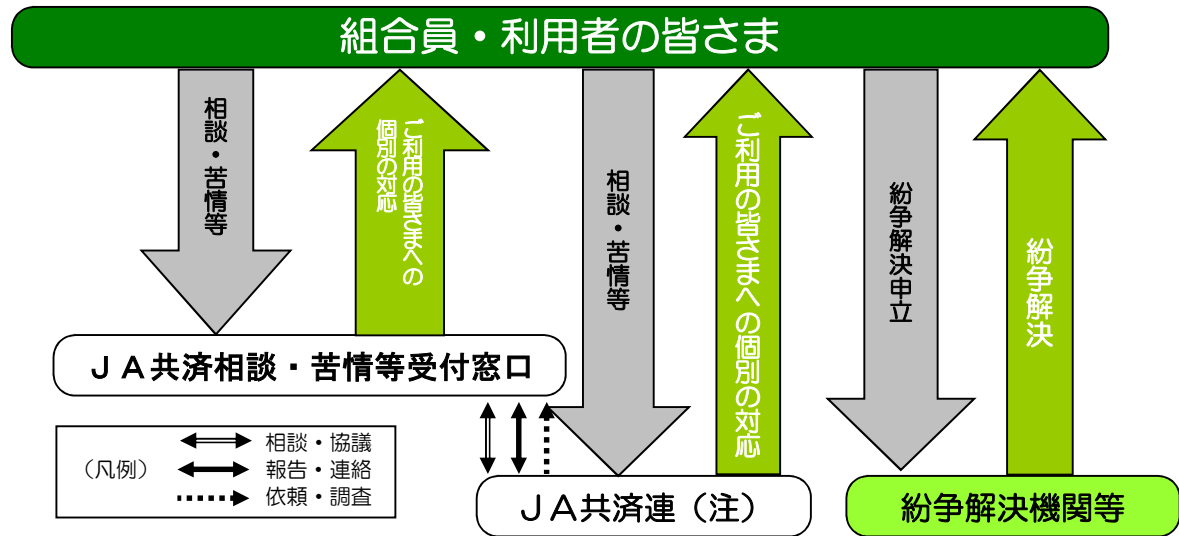 組合員・利用者の皆さま
相談・苦情等
ご利用の皆さまへの
個別の対応
相談・苦情等
ご利用の皆さまへ の個別の対応
紛争解決申立
紛争解決
ＪＡ共済相談・苦情等受付窓口
（凡例）
相談・協議
報告・連絡
依頼・調査
ＪＡ共済連（注）
紛争解決機関等